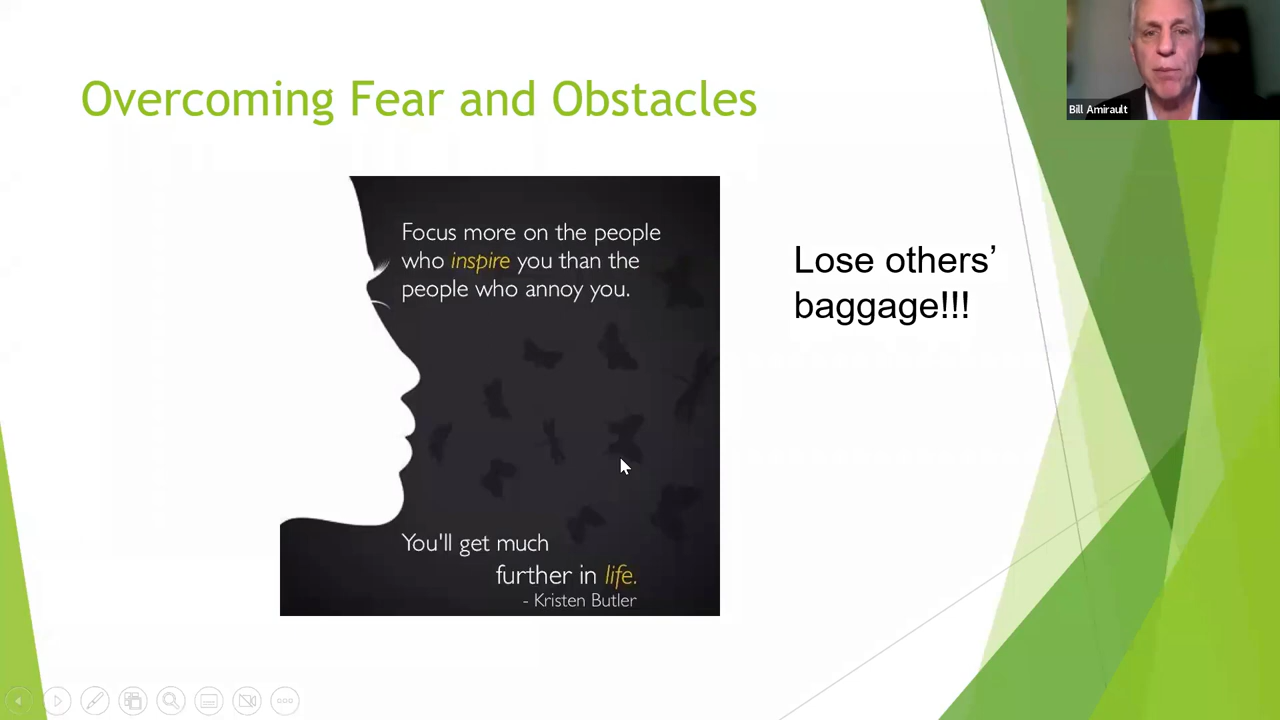 Overcoming Fear and Obstacles
Bill Amirault
Focus more on the people
who inspire you than the
people who annoy you.
Lose others’
baggage!!!
You'll get much
further in life.
- Kristen Butler